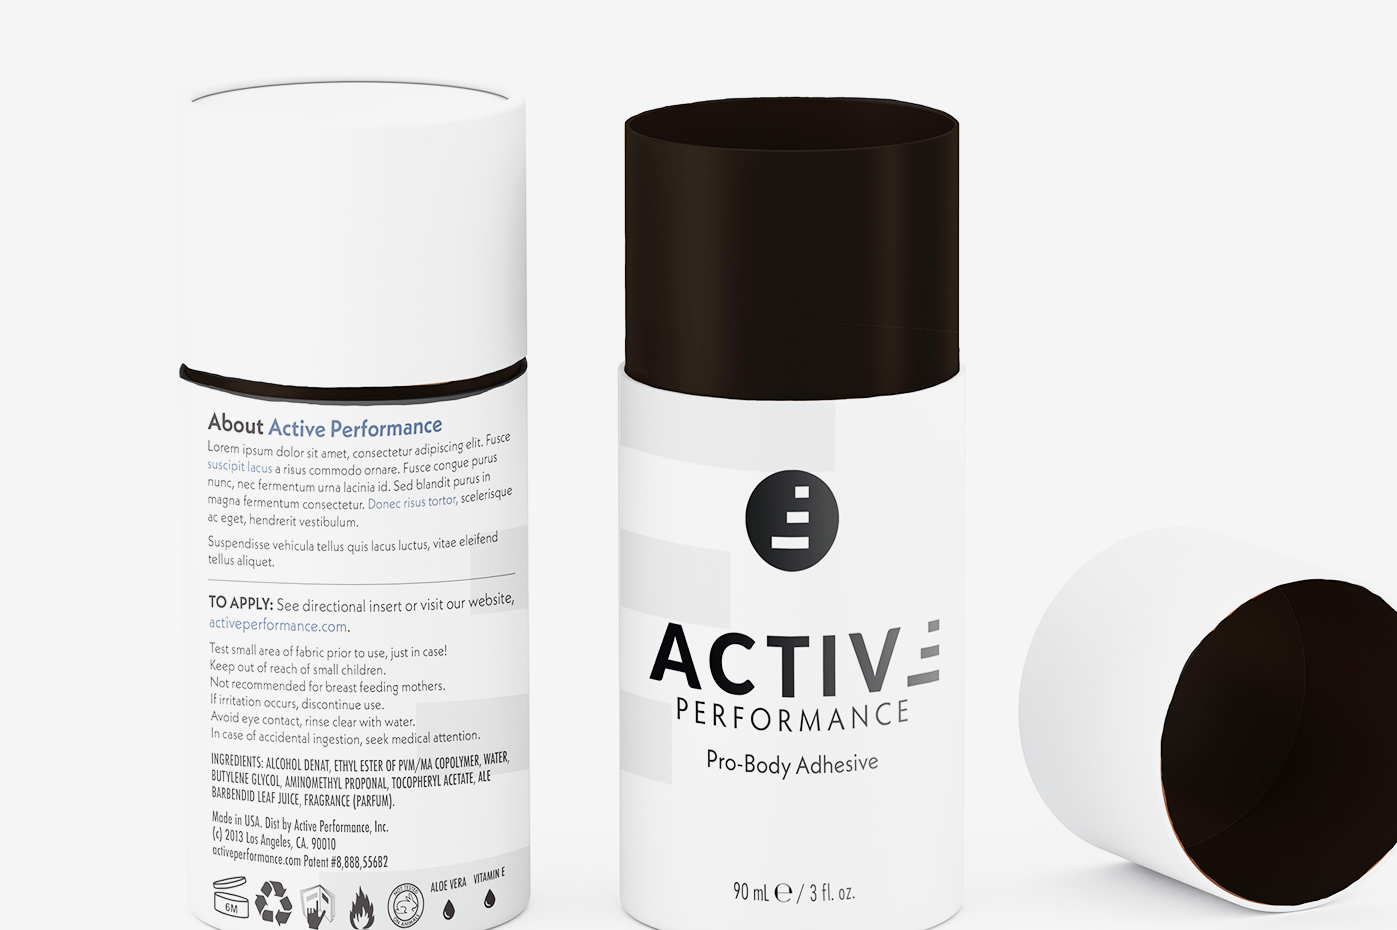 About Active Performance
Lorem ipsum dolor sit amet, consectetur adipiscing elit. Fusce
suscipit lacus a risus commodo ornare. Fusce congue purus
nunc, nec fermentum urna lacinia id. Sed blandit purus in
magna fermentum consectetur. Donec risus tortor, scelerisque
ac eget, hendrerit vestibulum.
Suspendisse vehicula tellus quis lacus luctus, vitae eleifend
tellus aliquet.
TO APPLY: See directional insert or visit our website,
activeperformance.com.
Test small area of fabric prior to use, just in case!
Keep out of reach of small children.
Not recommended for breast feeding mothers.
If irritation occurs, discontinue use.
Avoid eye contact, rinse clear with water.
In case of accidental ingestion, seek medical attention.
INGREDIENTS: ALCOHOL DENAT, ETHYL ESTER OF PVM/MA COPOLYMER, WATER,
BUTYLENE GLYCOL, AMINOMETHYL PROPONAL, TOCOPHERYL ACETATE, ALE
BARBENDID LEAF JUICE, FRAGRANCE (PARFUM).
Made in USA. Dist by Active Performance, Inc.
(c) 2013 Los Angeles, CA. 90010
activeperformance.com Patent #8,888,556B2
6M
NOT TESTED
ON ANIMALS
ALOE VERA
VITAMIN E
ACTIVE
PERFORMANCE
Pro-Body Adhesive
90 mL ℮ / 3 fl. oz.